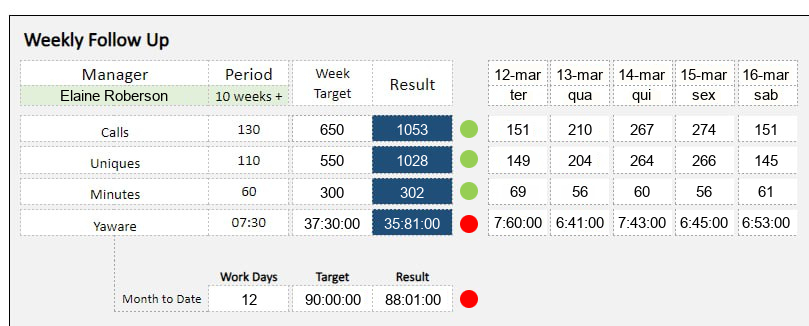 Weekly Follow Up
Manager Period Week Target Result 12-mar 13-mar 14-mar 15-mar 16-mar
Elaine Roberson 10 weeks + ter qua qui sex sab
Calls 130 650 1053 151 210 267 274 151
Uniques 110 550 1028 149 204 264 266 145
Minutes 60 300 302 69 56 60 56 61
Yaware 07:30 37:30:00 35:81:00 7:60:00 6:41:00 7:43:00 6:45:00 6:53:00
Work Days Target Result
Month to Date 12 90:00:00 88:01:00